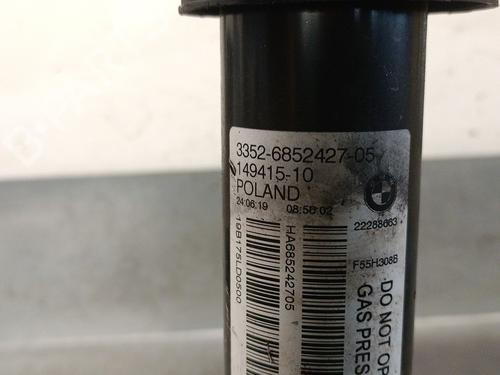 3352-6852427-05
149415-10
POLAND
24.06.19 08:56:02
22288663
F55H308B
19B175LD0500
HA685242705
DO NOT OP
GAS PRES